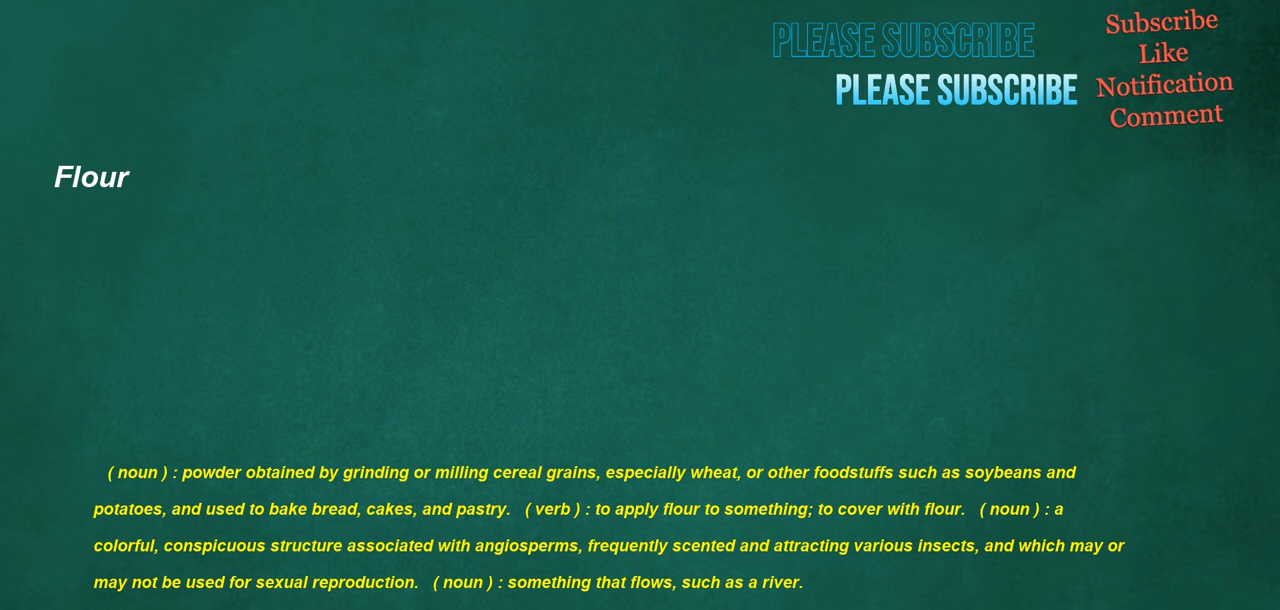 PLEASE SUBSCRIBE
PLEASE SUBSCRIBE
Subscribe
Like
Notification
Comment
Flour
( noun ) : powder obtained by grinding or milling cereal grains, especially wheat, or other foodstuffs such as soybeans and
potatoes, and used to bake bread, cakes, and pastry. ( verb ) : to apply flour to something; to cover with flour. ( noun ) : a
colorful, conspicuous structure associated with angiosperms, frequently scented and attracting various insects, and which may or
may not be used for sexual reproduction. ( noun ) : something that flows, such as a river.